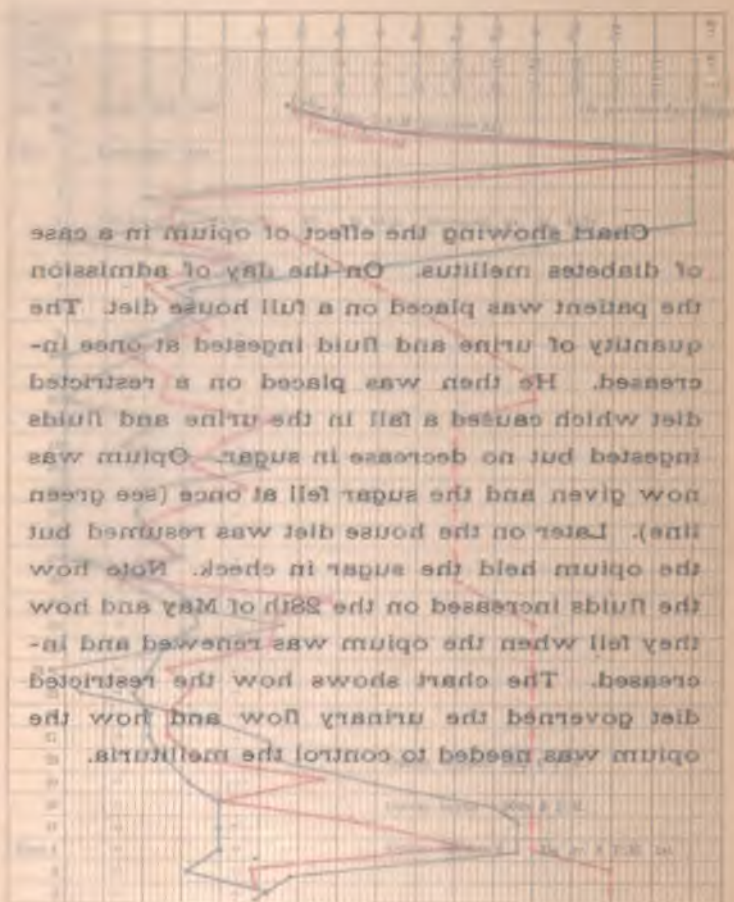 Chart showing the effect of opium in a case
of diabetes mellitus. On the day of admission
the patient was placed on a full house diet. The
quantity of urine and fluid ingested at once in-
creased. He then was placed on a restricted
diet which caused a fall in the urine and fluids
ingested but no decrease in sugar. Opium was
now given and the sugar fell at once (see green
line). Later on the house diet was resumed but
the opium held the sugar in check. Note how
the fluids increased on the 28th of May and how
they fell when the opium was renewed and in-
creased. The chart shows how the restricted
diet governed the urinary flow and how the
opium was needed to control the mellituria.